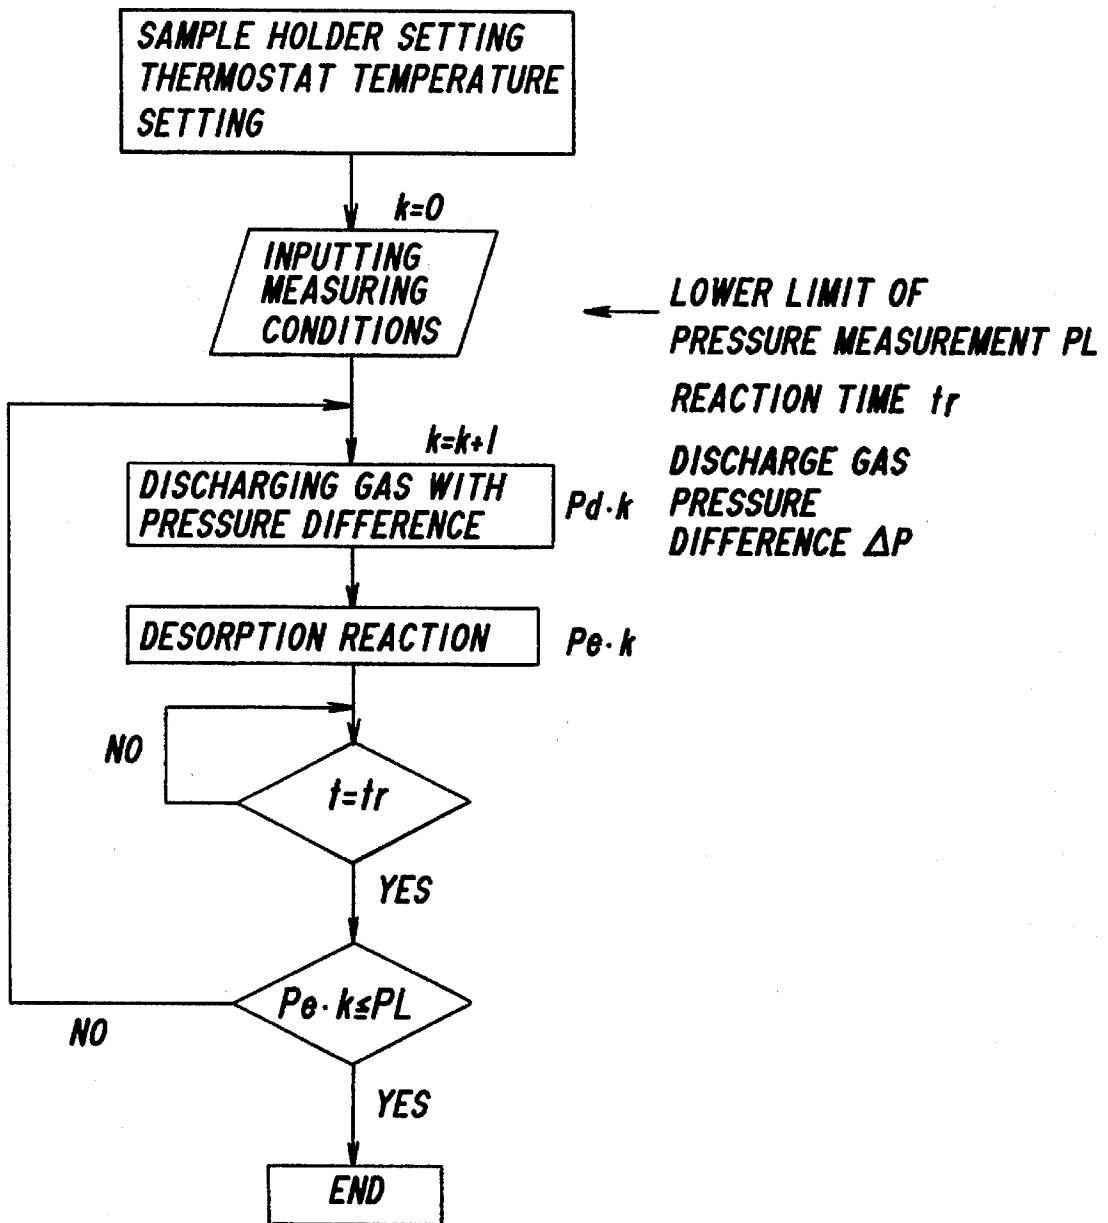 SAMPLE HOLDER SETTING
THERMOSTAT TEMPERATURE
SETTING
k=0
INPUTTING
MEASURING
CONDITIONS
LOWER LIMIT OF
PRESSURE MEASUREMENT PL
REACTION TIME tr
DISCHARGE GAS
PRESSURE
DIFFERENCE ΔP
k=k+1
DISCHARGING GAS WITH
PRESSURE DIFFERENCE
Pd·k
DESORPTION REACTION
Pe·k
NO
t=tr
YES
Pe·k≦PL
NO
YES
END